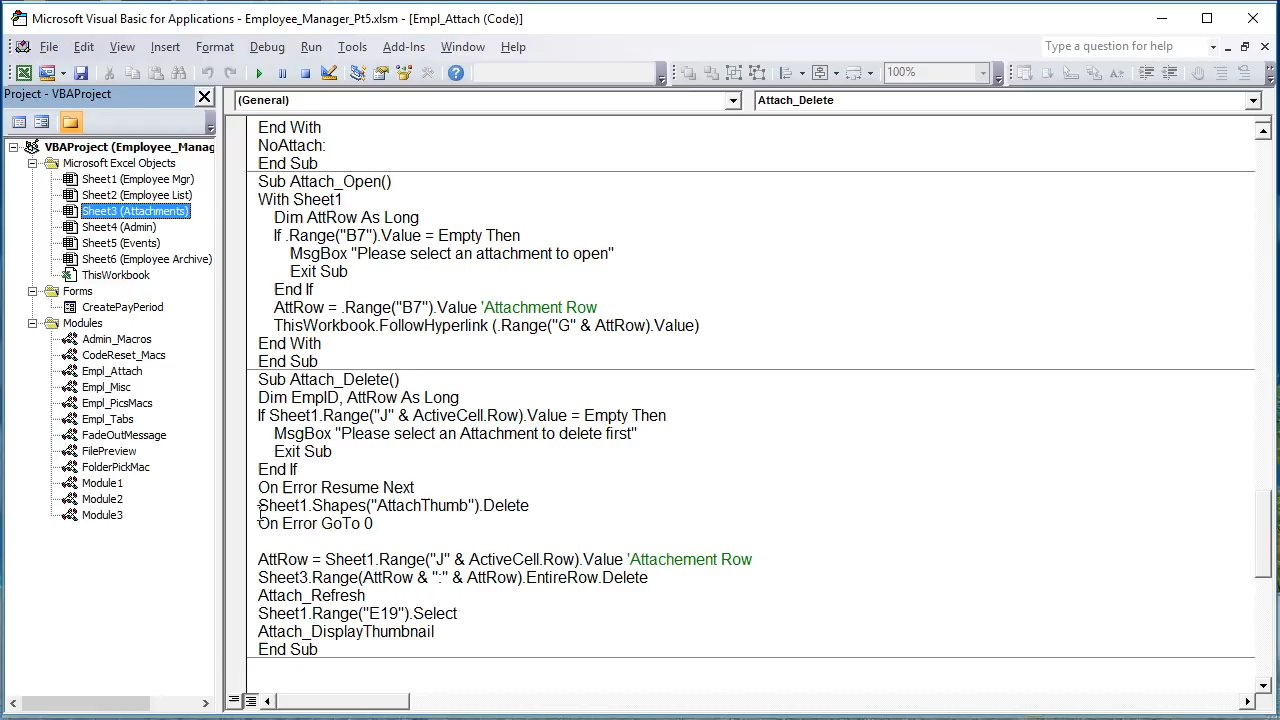 Microsoft Visual Basic for Applications - Employee_Manager_Pt5.xlsm - [Empl_Attach (Code)]
File Edit View Insert Format Debug Run Tools Add-Ins Window Help
Type a question for help
100%
Project - VBAProject
(General)
Attach_Delete
VBAProject (Employee_Manag
Microsoft Excel Objects
Sheet1 (Employee Mgr)
Sheet2 (Employee List)
Sheet3 (Attachments)
Sheet4 (Admin)
Sheet5 (Events)
Sheet6 (Employee Archive)
ThisWorkbook
Forms
CreatePayPeriod
Modules
Admin_Macros
CodeReset_Macs
Empl_Attach
Empl_Misc
Empl_PicsMacs
Empl_Tabs
FadeOutMessage
FilePreview
FolderPickMac
Module1
Module2
Module3
End With
NoAttach:
End Sub
Sub Attach_Open()
With Sheet1
Dim AttRow As Long
If .Range("B7").Value = Empty Then
MsgBox "Please select an attachment to open"
Exit Sub
End If
AttRow = .Range("B7").Value 'Attachment Row
ThisWorkbook.FollowHyperlink (.Range("G" & AttRow).Value)
End With
End Sub
Sub Attach_Delete()
Dim EmplD, AttRow As Long
If Sheet1.Range("J" & ActiveCell.Row).Value = Empty Then
MsgBox "Please select an Attachment to delete first"
Exit Sub
End If
On Error Resume Next
Sheet1.Shapes("AttachThumb").Delete
On Error GoTo 0
AttRow = Sheet1.Range("J" & ActiveCell.Row).Value 'Attachement Row
Sheet3.Range(AttRow & ":" & AttRow).EntireRow.Delete
Attach_Refresh
Sheet1.Range("E19").Select
Attach_DisplayThumbnail
End Sub